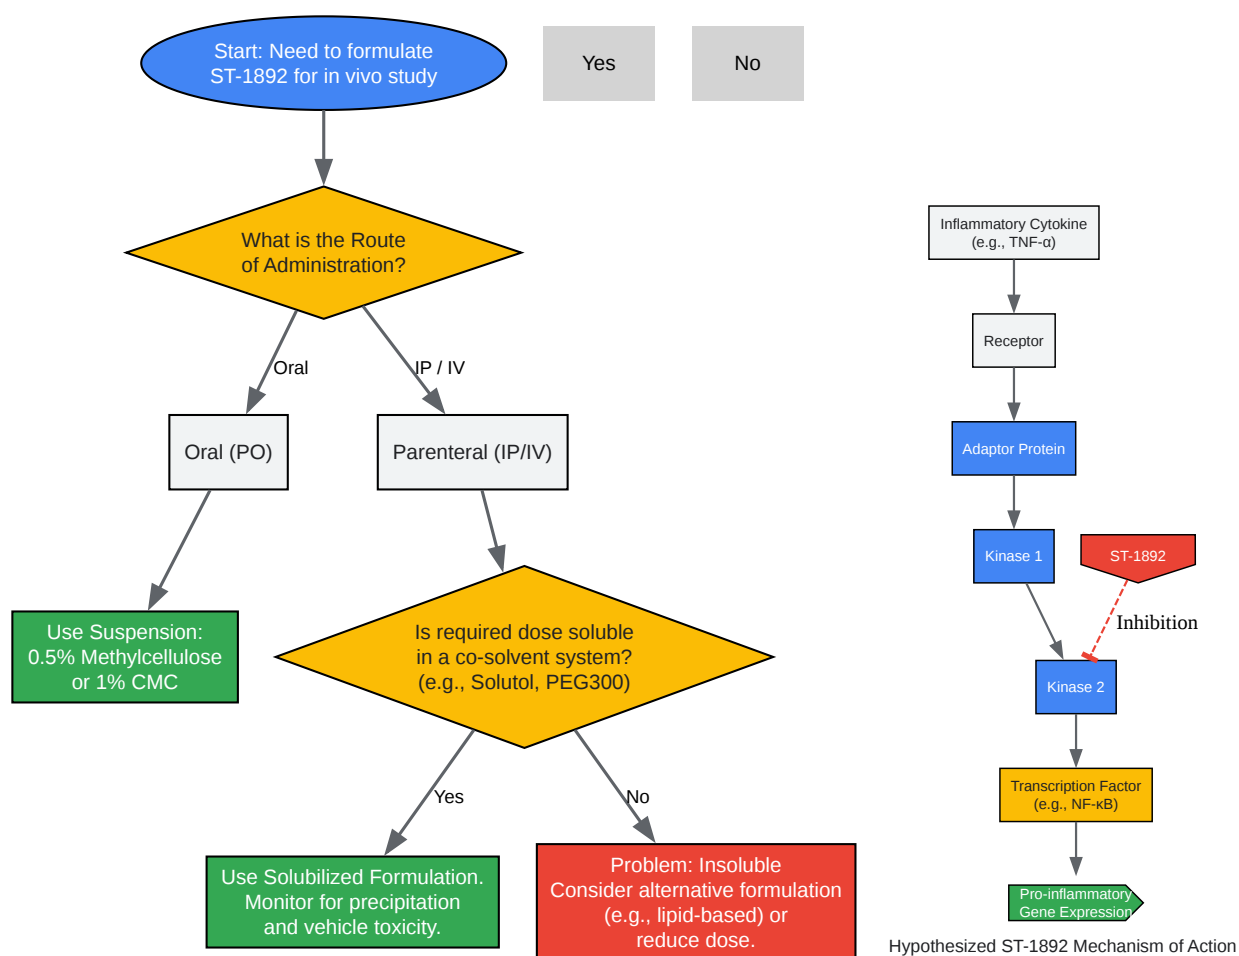 Start: Need to formulate
ST-1892 for in vivo study
Yes
No
What is the Route
of Administration?
Oral
IP / IV
Oral (PO)
Parenteral (IP/IV)
Use Suspension:
0.5% Methylcellulose
or 1% CMC
Is required dose soluble
in a co-solvent system?
(e.g., Solutol, PEG300)
Yes
No
Use Solubilized Formulation.
Monitor for precipitation
and vehicle toxicity.
Problem: Insoluble
Consider alternative formulation
(e.g., lipid-based) or
reduce dose.
Inflammatory Cytokine
(e.g., TNF-α)
Receptor
Adaptor Protein
Kinase 1
ST-1892
Inhibition
Kinase 2
Transcription Factor
(e.g., NF-κB)
Pro-inflammatory
Gene Expression
Hypothesized ST-1892 Mechanism of Action